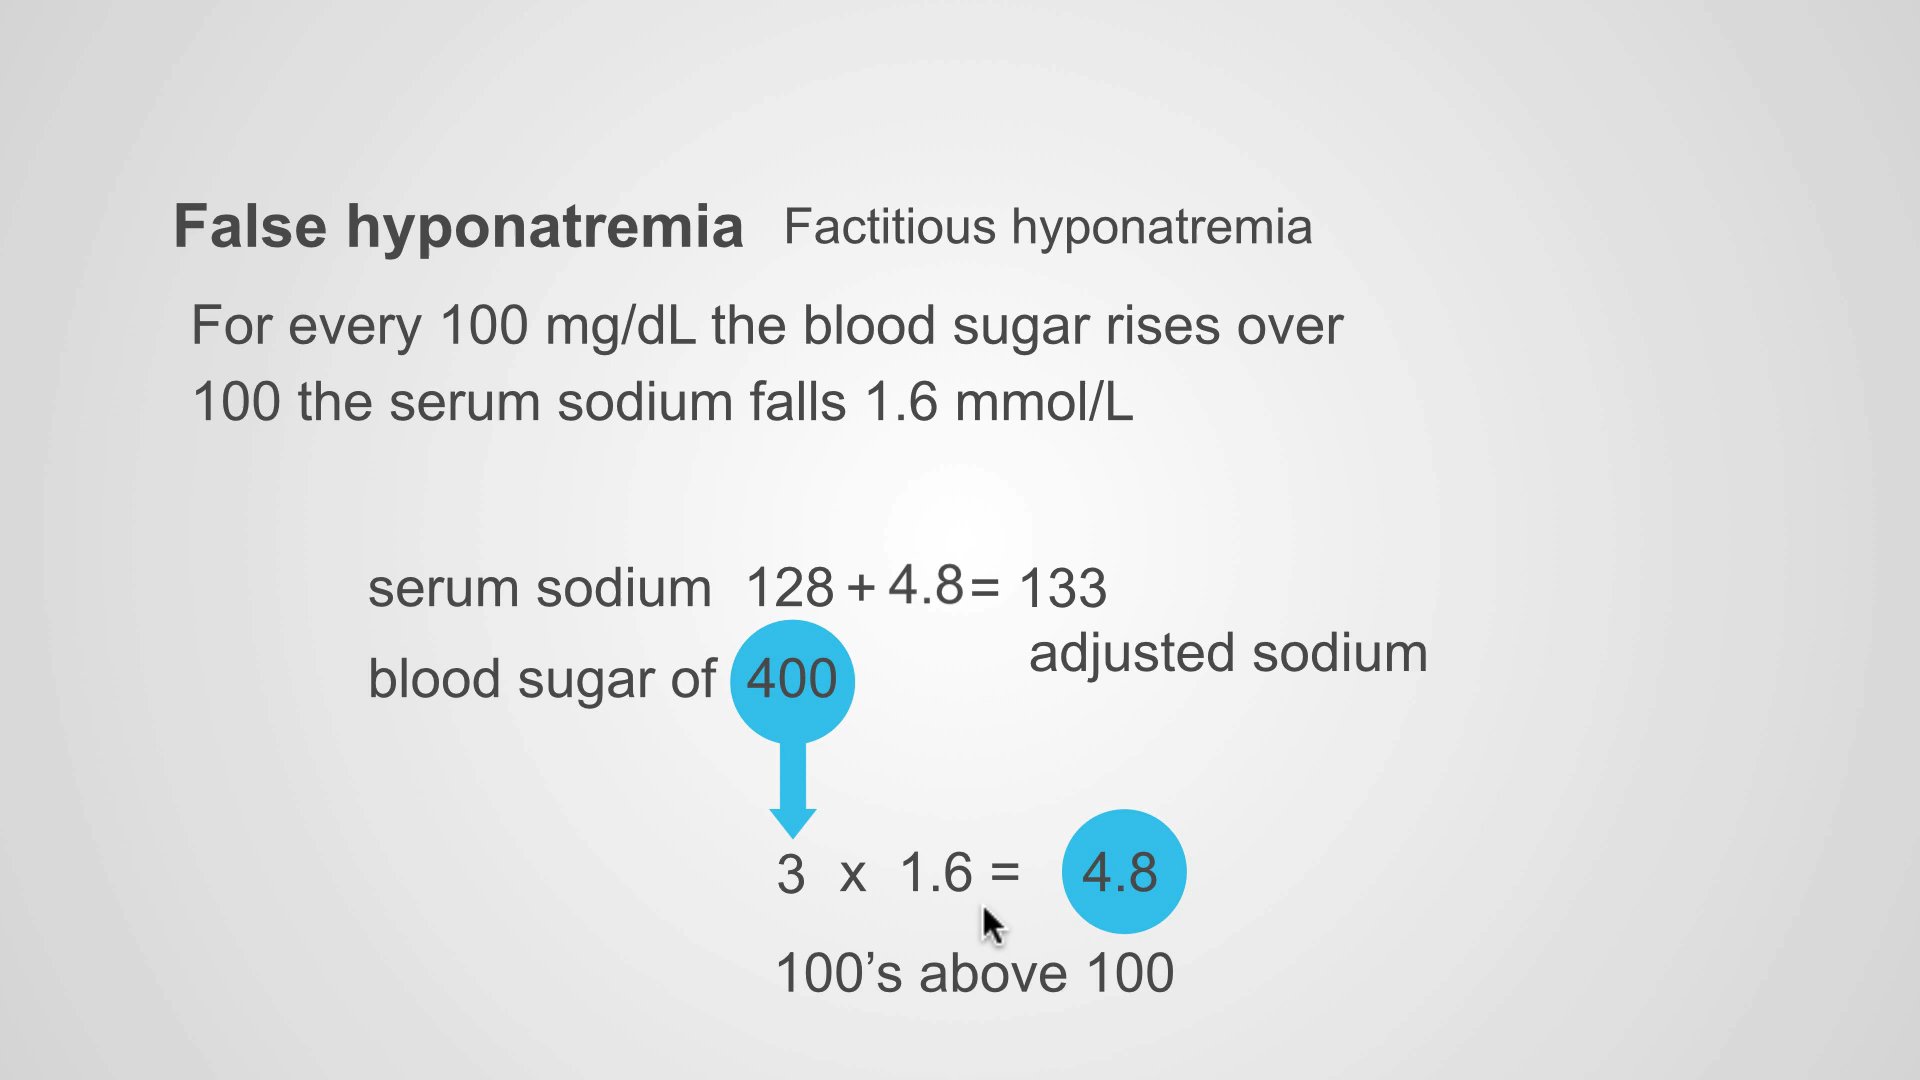 False hyponatremia Factitious hyponatremia
For every 100 mg/dL the blood sugar rises over
100 the serum sodium falls 1.6 mmol/L
serum sodium 128 + 4.8 = 133
adjusted sodium
blood sugar of 400
3 x 1.6 = 4.8
100’s above 100